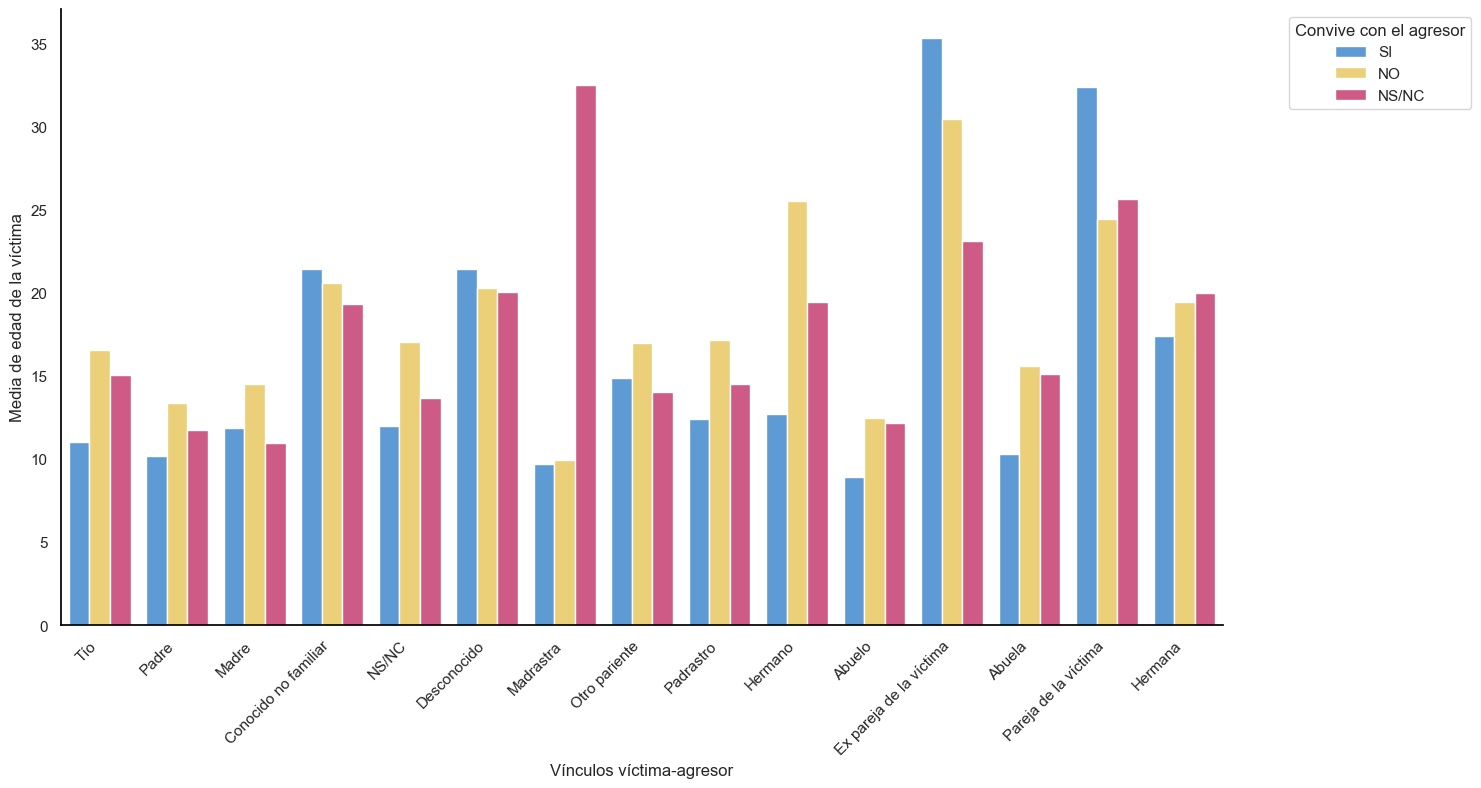 Convive con el agresor
SI
NO
NS/NC
Media de edad de la víctima
35
30
25
20
15
10
5
0
Tío
Padre
Madre
Conocido no familiar
NS/NC
Desconocido
Madrastra
Otro pariente
Padrastro
Hermano
Abuelo
Ex pareja de la víctima
Abuela
Pareja de la víctima
Hermana
Vínculos víctima-agresor